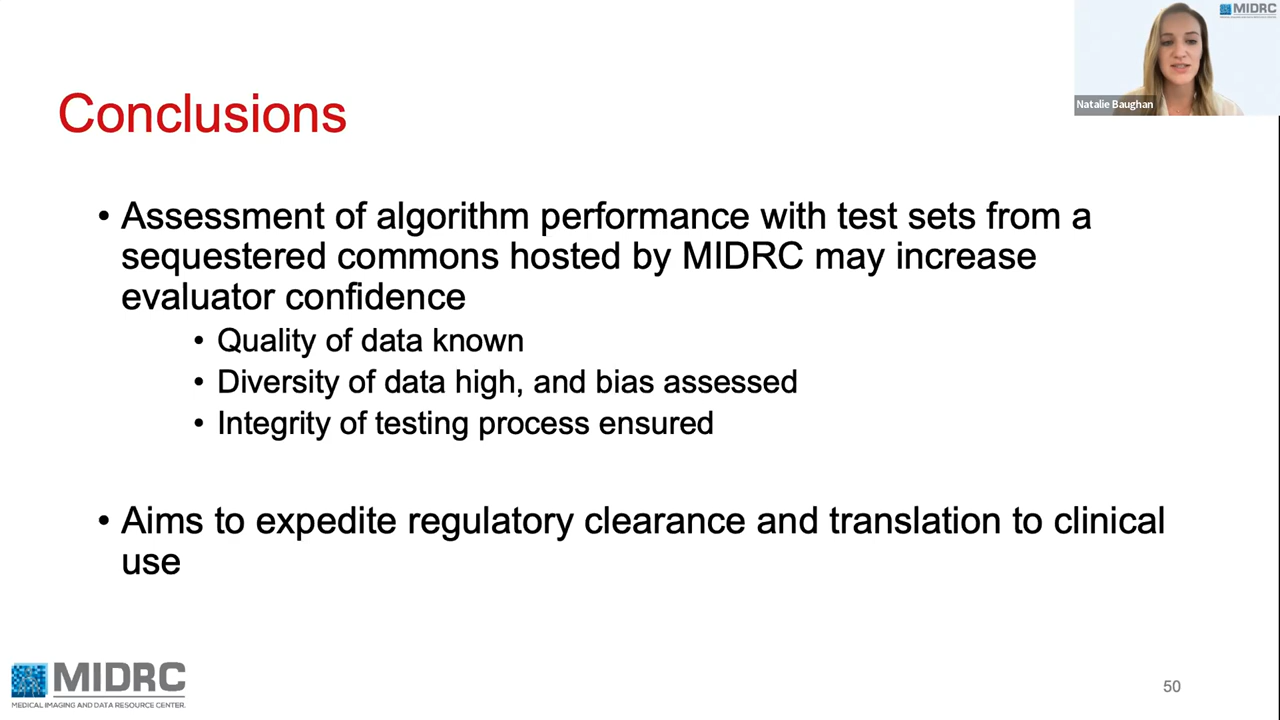 MIDRC
Natalie Baughan
Conclusions
• Assessment of algorithm performance with test sets from a
sequestered commons hosted by MIDRC may increase
evaluator confidence
• Quality of data known
• Diversity of data high, and bias assessed
• Integrity of testing process ensured
• Aims to expedite regulatory clearance and translation to clinical
use
MIDRC
MEDICAL IMAGING AND DATA RESOURCE CENTER.
50